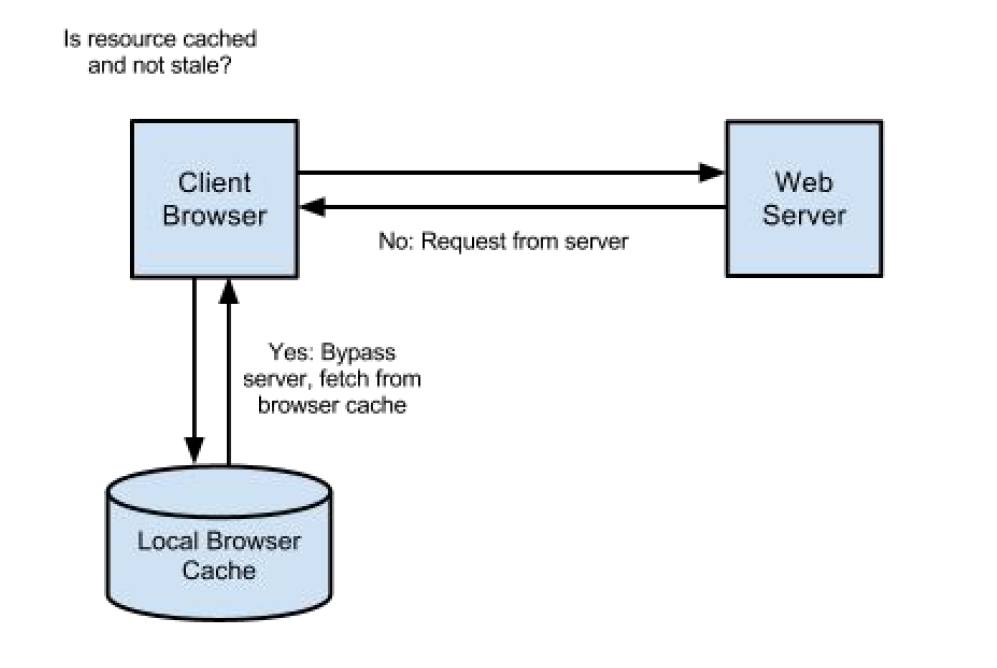 Is resource cached
and not stale?
Client
Browser
Web
Server
No: Request from server
Yes: Bypass
server, fetch from
browser cache
Local Browser
Cache